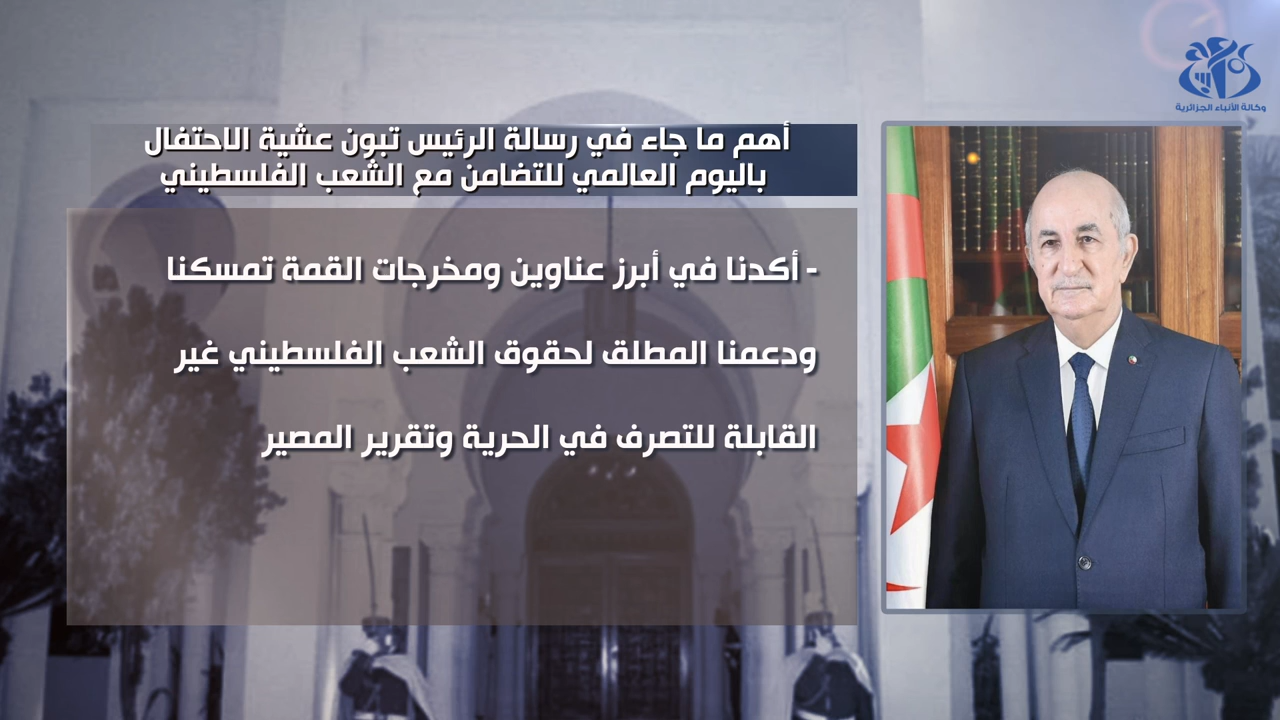 وكالة الأنباء الجزائرية
أهم ما جاء في رسالة الرئيس تبون عشية الاحتفال
باليوم العالمي للتضامن مع الشعب الفلسطيني
- أكدنا في أبرز عناوين ومخرجات القمة تمسكنا
ودعمنا المطلق لحقوق الشعب الفلسطيني غير
القابلة للتصرف في الحرية وتقرير المصير